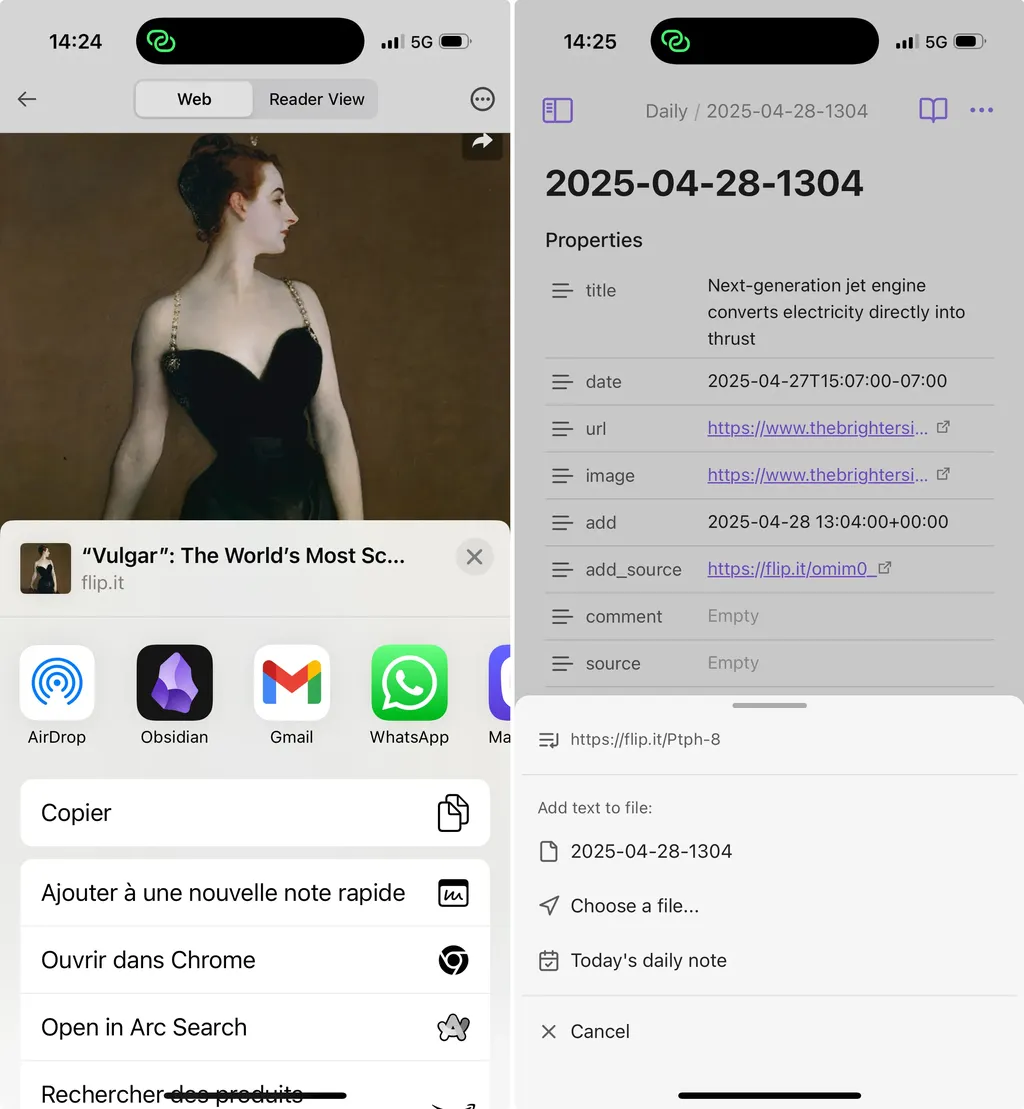 14:24
5G
Web
Reader View
“Vulgar”: The World’s Most Sc...
flip.it
AirDrop
Obsidian
Gmail
WhatsApp
Ma
Copier
Ajouter à une nouvelle note rapide
Ouvrir dans Chrome
Open in Arc Search
Rechercher des produits
14:25
5G
Daily / 2025-04-28-1304
2025-04-28-1304
Properties
title
Next-generation jet engine
converts electricity directly into
thrust
date
2025-04-27T15:07:00-07:00
url
https://www.thebrightersi...
image
https://www.thebrightersi...
add
2025-04-28 13:04:00+00:00
add_source
https://flip.it/omim0_
comment
Empty
source
Empty
https://flip.it/Ptph-8
Add text to file:
2025-04-28-1304
Choose a file...
Today's daily note
Cancel